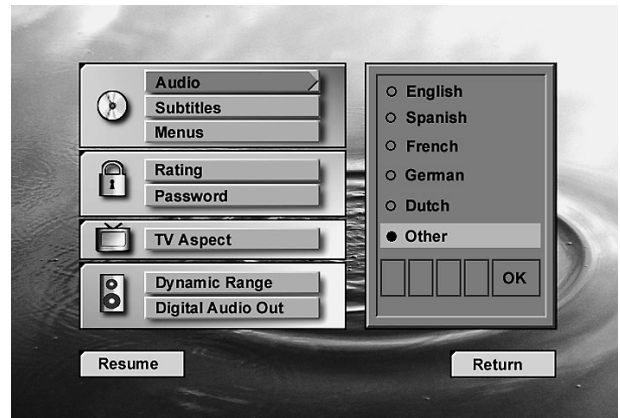 Audio
Subtitles
Menus
Rating
Password
TV Aspect
Dynamic Range
Digital Audio Out
English
Spanish
French
German
Dutch
Other
OK
Resume
Return